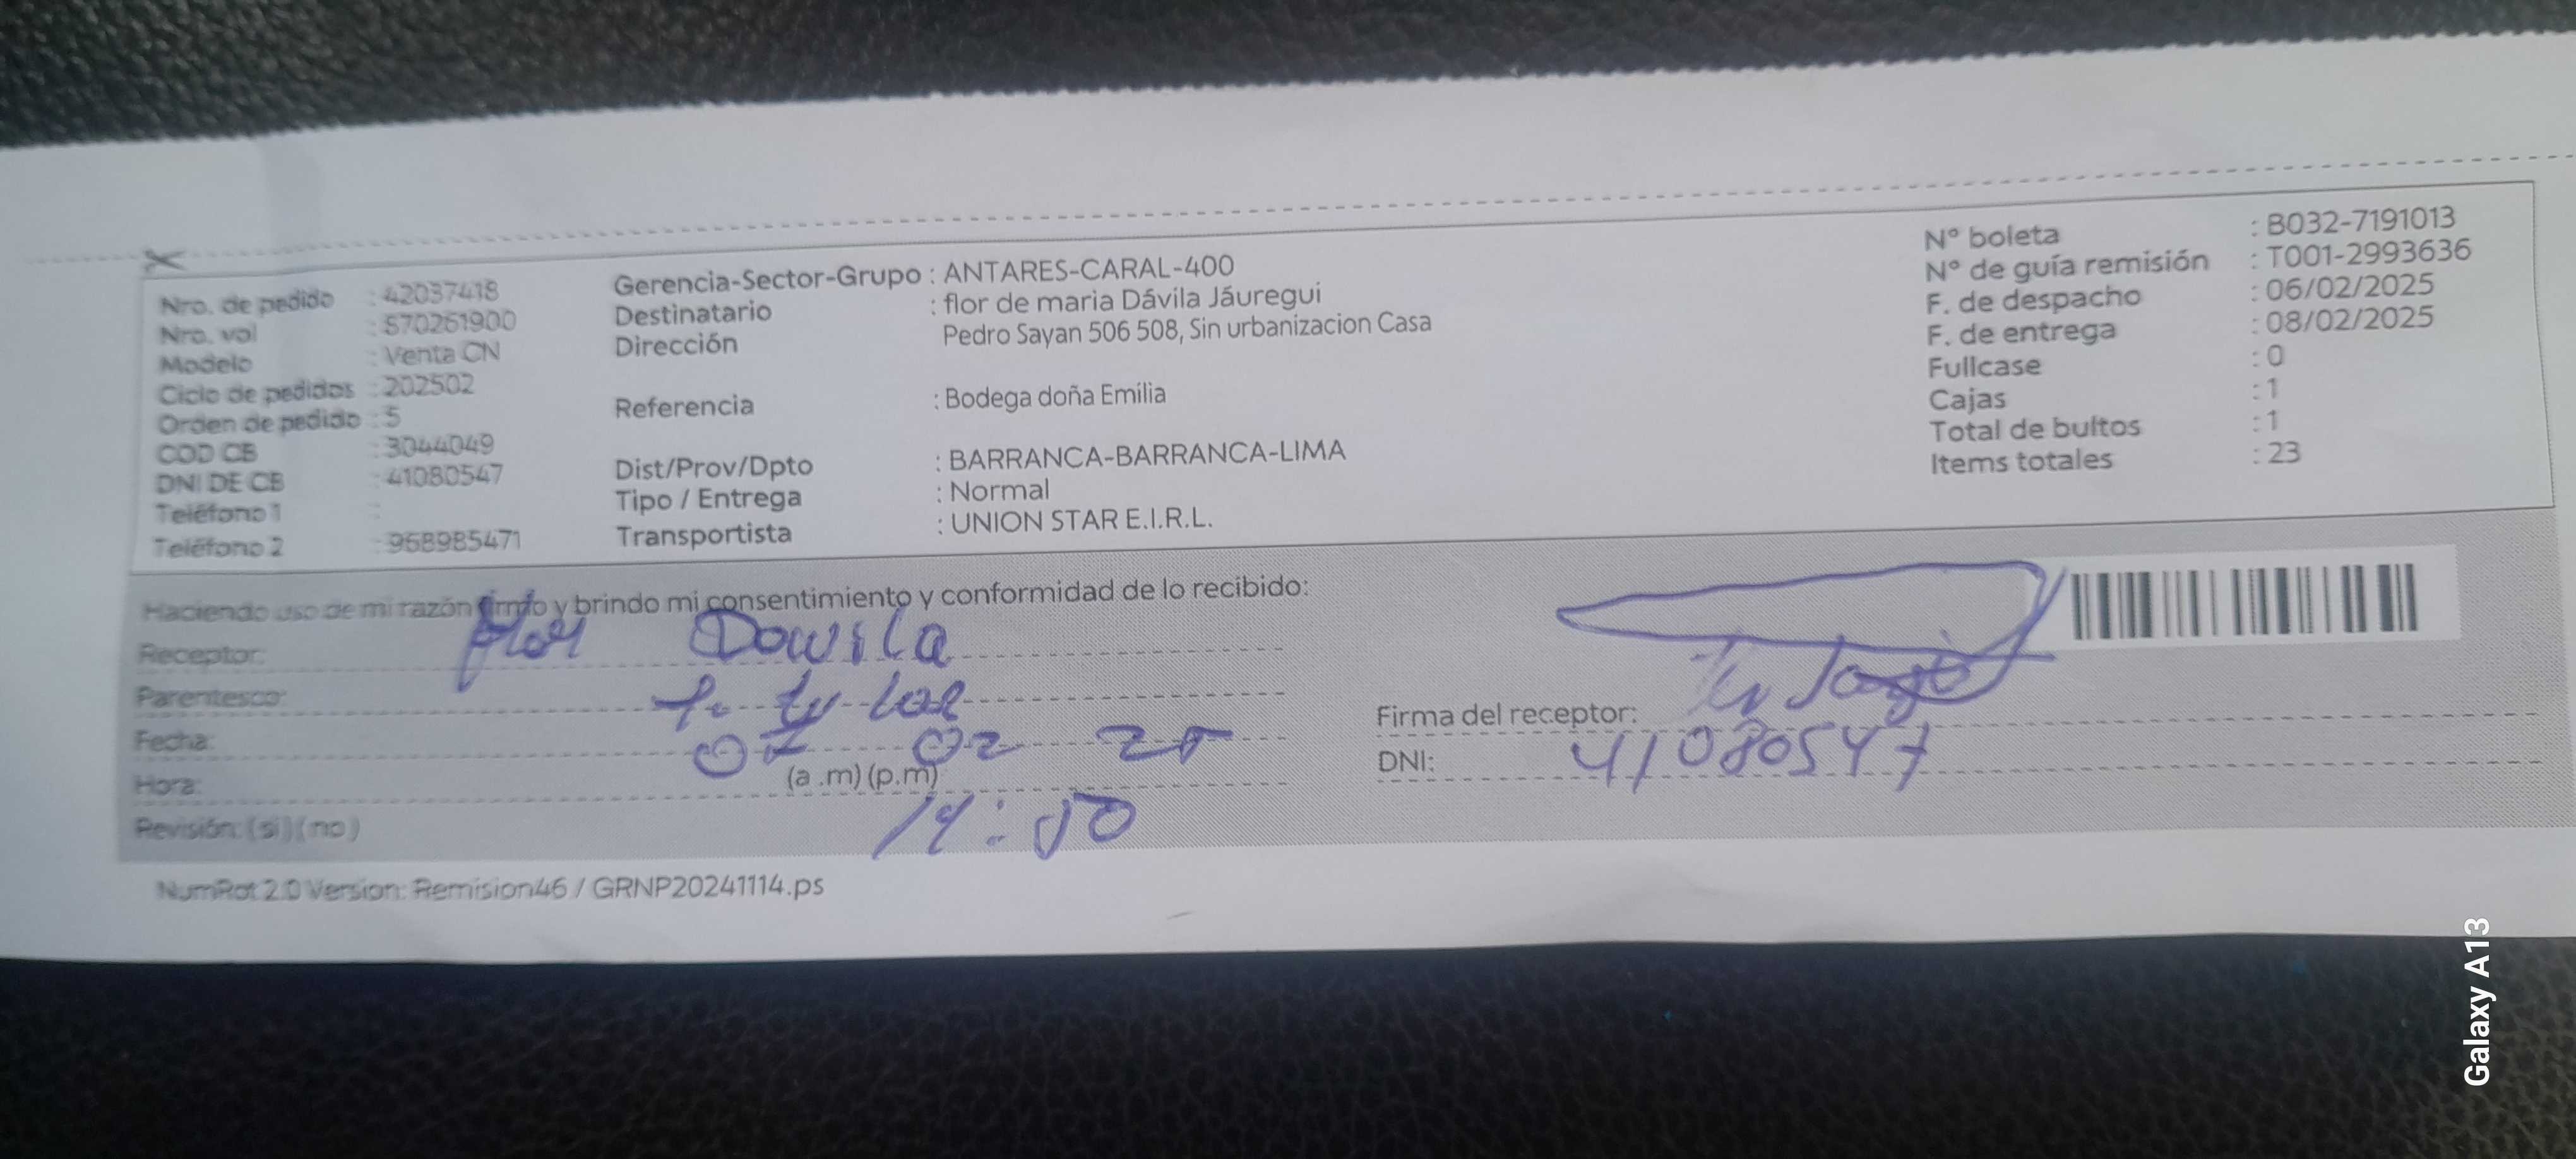 Nro. de pedido : 42037418
Nro. vol : 570261900
Modelo : Venta CN
Ciclo de pedidos : 202502
Orden de pedido : 5
COD CB : 3044049
DNI DE CB : 41080547
Teléfono 1 :
Teléfono 2 : 968985471
Gerencia-Sector-Grupo : ANTARES-CARAL-400
Destinatario : flor de maria Dávila Jáuregui
Dirección Pedro Sayan 506 508, Sin urbanizacion Casa
Referencia : Bodega doña Emilia
Dist/Prov/Dpto : BARRANCA-BARRANCA-LIMA
Tipo / Entrega : Normal
Transportista : UNION STAR E.I.R.L.
N° boleta : B032-7191013
N° de guía remisión : T001-2993636
F. de despacho : 06/02/2025
F. de entrega : 08/02/2025
Fullcase : 0
Cajas : 1
Total de bultos : 1
Items totales : 23
Haciendo uso de mi razón firmo y brindo mi consentimiento y conformidad de lo recibido:
Receptor: flor Davila
Parentesco:
Fecha: 07 02 25
Hora: (a .m) (p.m)
Revisión: (si) (no)
Firma del receptor:
DNI: 41080547
NumRot 2.0 Version: Remision46 / GRNP20241114.ps
Galaxy A13